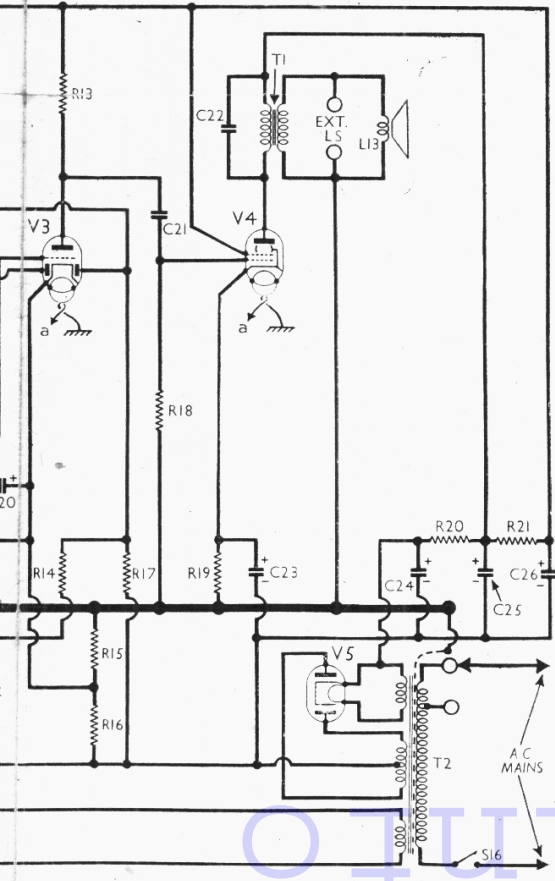 T1
R13
C22
EXT.
LS
L13
V3
C21
V4
a
a
R18
+
20
R20
R21
R14
R17
R19
+
−
C23
+
−
C24
+
−
C25
+
−
C26
R15
V5
R16
T2
A C
MAINS
S16